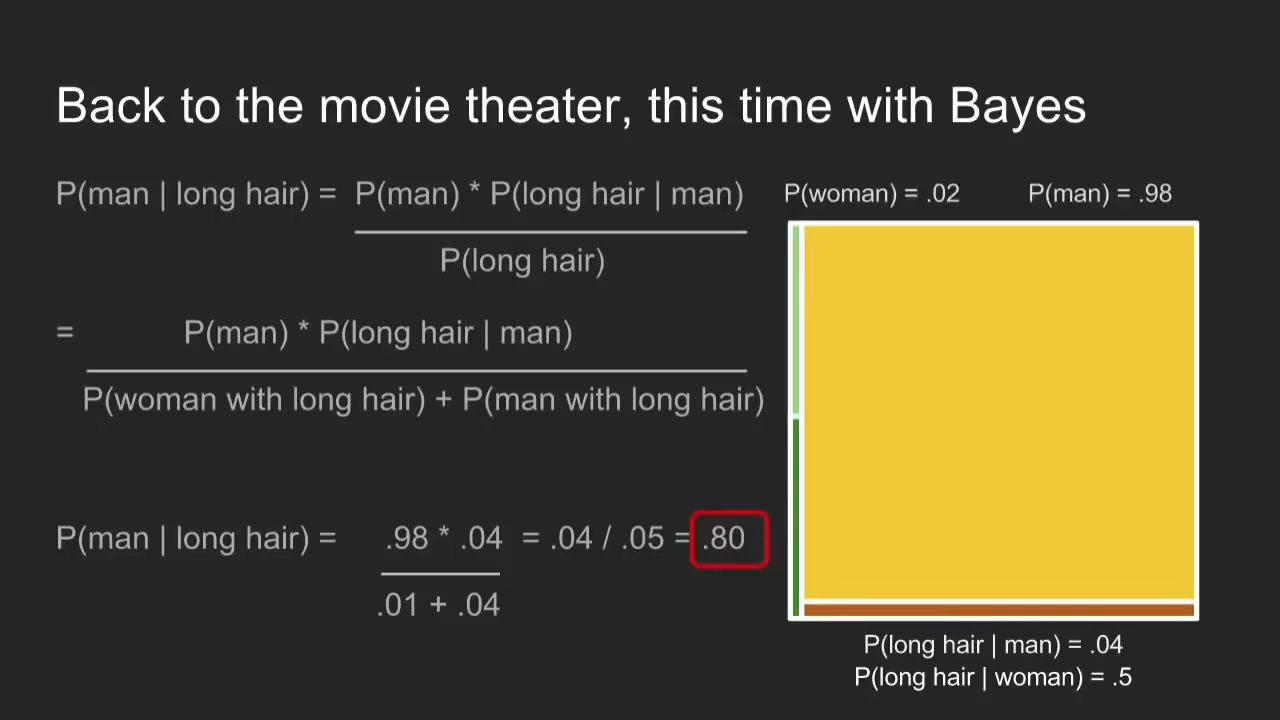 Back to the movie theater, this time with Bayes
P(man | long hair) = P(man) * P(long hair | man)
P(long hair)
= P(man) * P(long hair | man)
P(woman with long hair) + P(man with long hair)
P(man | long hair) = .98 * .04 = .04 / .05 = .80
.01 + .04
P(woman) = .02 P(man) = .98
P(long hair | man) = .04
P(long hair | woman) = .5